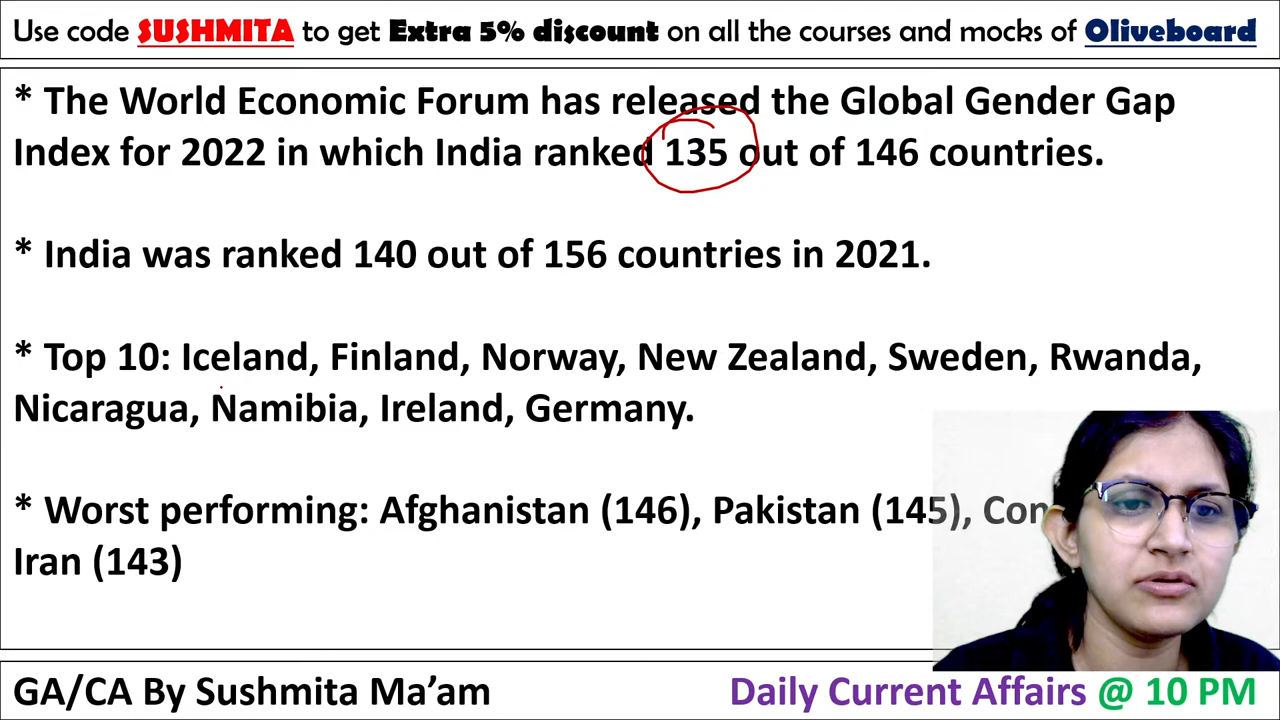 Use code SUSHMITA to get Extra 5% discount on all the courses and mocks of Oliveboard
* The World Economic Forum has released the Global Gender Gap
Index for 2022 in which India ranked 135 out of 146 countries.
* India was ranked 140 out of 156 countries in 2021.
* Top 10: Iceland, Finland, Norway, New Zealand, Sweden, Rwanda,
Nicaragua, Namibia, Ireland, Germany.
* Worst performing: Afghanistan (146), Pakistan (145),
Iran (143)
GA/CA By Sushmita Ma’am
Daily Current Affairs @ 10 PM